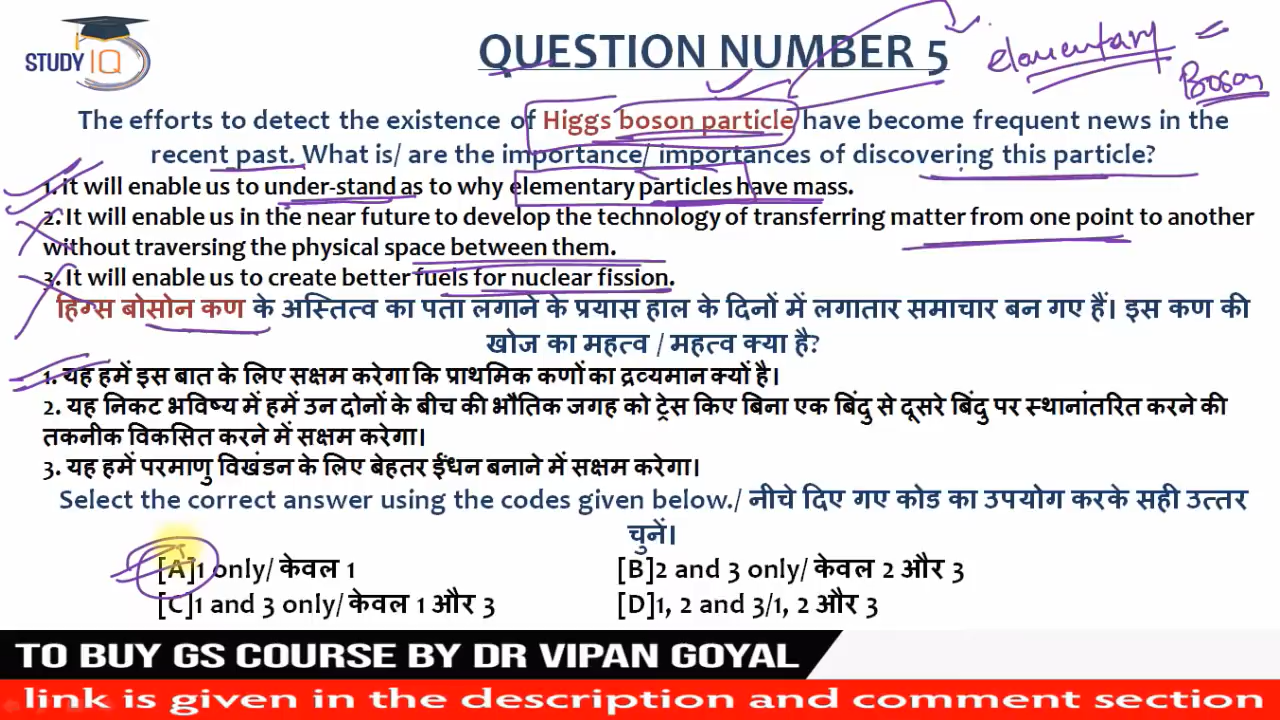 STUDY IQ
QUESTION NUMBER 5
elementary
Boson
The efforts to detect the existence of Higgs boson particle have become frequent news in the
recent past. What is/ are the importance/ importances of discovering this particle?
1. It will enable us to under-stand as to why elementary particles have mass.
2. It will enable us in the near future to develop the technology of transferring matter from one point to another
without traversing the physical space between them.
3. It will enable us to create better fuels for nuclear fission.
हिग्स बोसोन कण के अस्तित्व का पता लगाने के प्रयास हाल के दिनों में लगातार समाचार बन गए हैं। इस कण की
खोज का महत्व / महत्व क्या है?
1. यह हमें इस बात के लिए सक्षम करेगा कि प्राथमिक कणों का द्रव्यमान क्यों है।
2. यह निकट भविष्य में हमें उन दोनों के बीच की भौतिक जगह को ट्रेस किए बिना एक बिंदु से दूसरे बिंदु पर स्थानांतरित करने की
तकनीक विकसित करने में सक्षम करेगा।
3. यह हमें परमाणु विखंडन के लिए बेहतर ईंधन बनाने में सक्षम करेगा।
Select the correct answer using the codes given below./ नीचे दिए गए कोड का उपयोग करके सही उत्तर
चुनें।
[A]1 only/ केवल 1 [B]2 and 3 only/ केवल 2 और 3
[C]1 and 3 only/ केवल 1 और 3 [D]1, 2 and 3/1, 2 और 3
TO BUY GS COURSE BY DR VIPAN GOYAL
link is given in the description and comment section